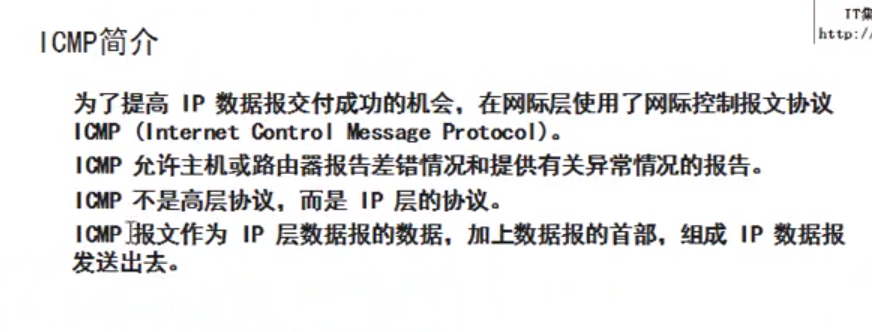 IT集
http://
ICMP简介
为了提高 IP 数据报交付成功的机会，在网际层使用了网际控制报文协议
ICMP (Internet Control Message Protocol)。
ICMP 允许主机或路由器报告差错情况和提供有关异常情况的报告。
ICMP 不是高层协议，而是 IP 层的协议。
ICMP 报文作为 IP 层数据报的数据，加上数据报的首部，组成 IP 数据报
发送出去。